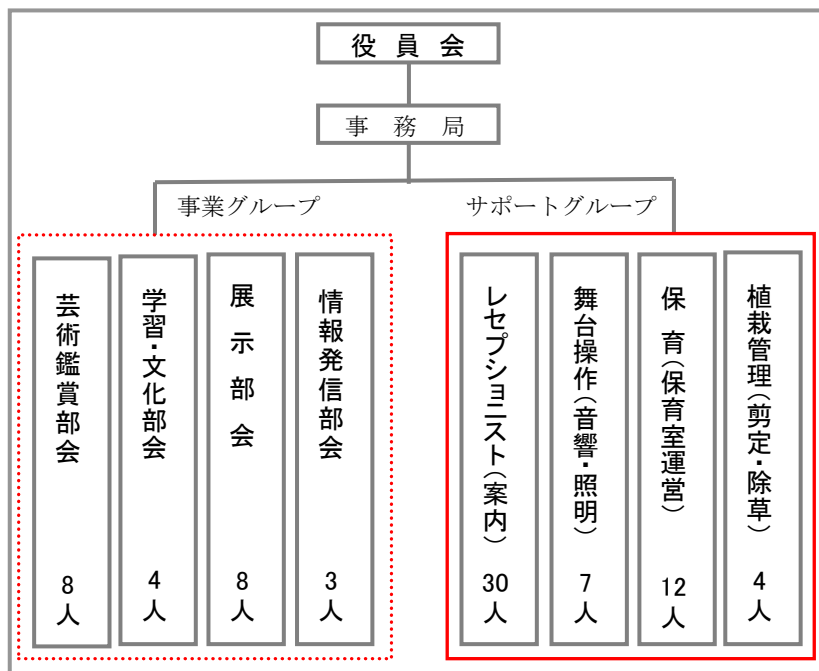 役員会
事務局
事業グループ
サポートグループ
芸術鑑賞部会 8人
学習・文化部会 4人
展示部会 8人
情報発信部会 3人
レセプショニスト(案内) 30人
舞台操作(音響・照明) 7人
保育(保育室運営) 12人
植栽管理(剪定・除草) 4人